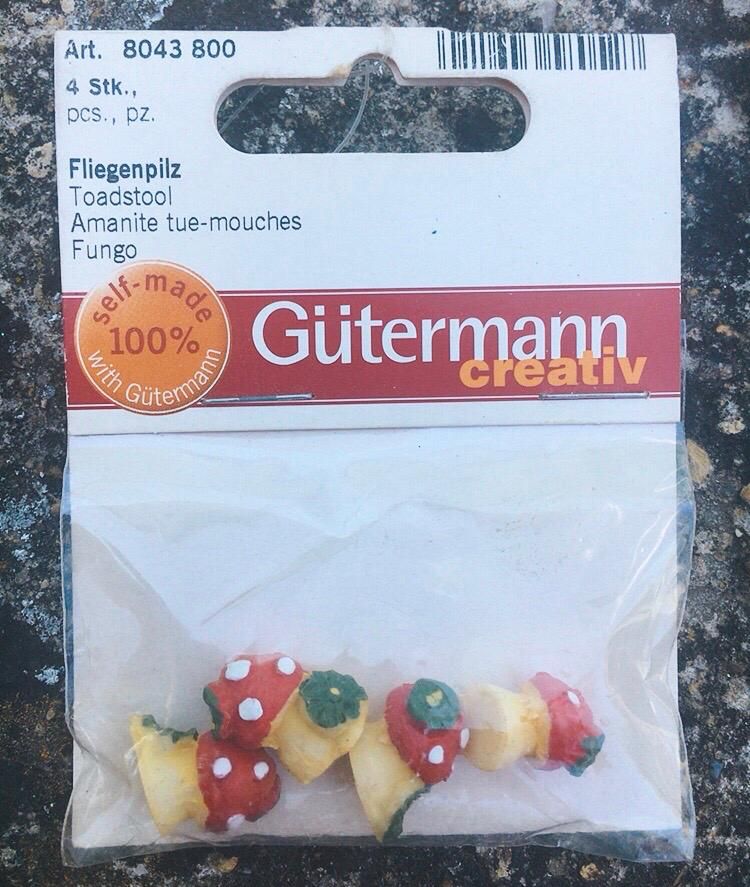 Art. 8043 800
4 Stk.,
pcs., pz.
Fliegenpilz
Toadstool
Amanite tue-mouches
Fungo
self-made
100%
with Gütermann
Gütermann
creativ